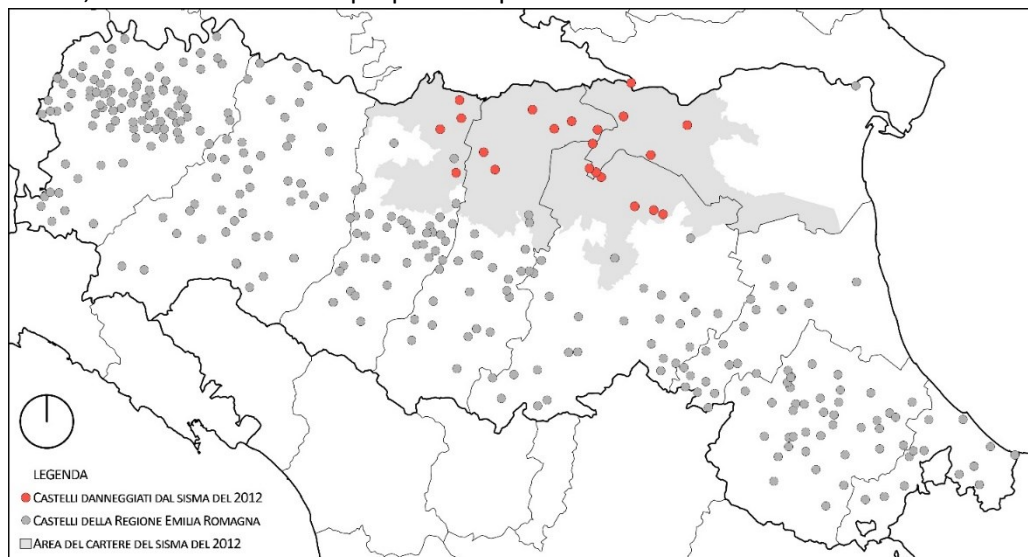 LEGENDA
CASTELLI DANNEGGIATI DAL SISMA DEL 2012
CASTELLI DELLA REGIONE EMILIA ROMAGNA
AREA DEL CARTERE DEL SISMA DEL 2012